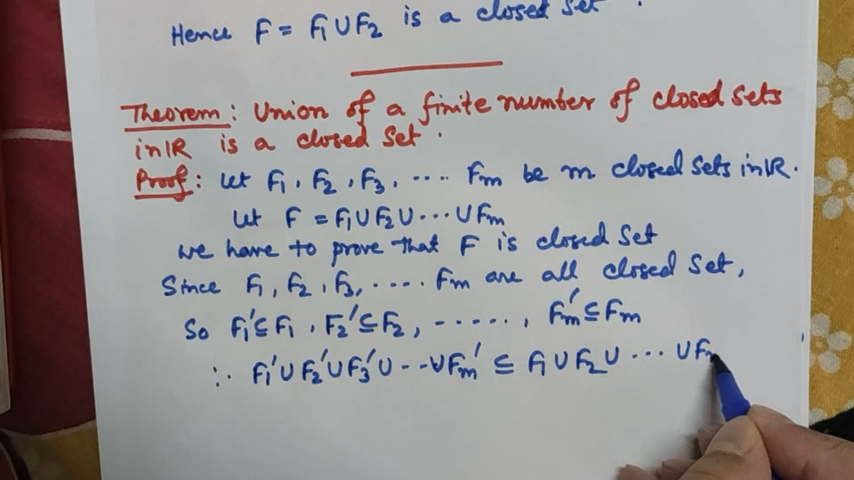 Hence F = F₁∪F₂ is a closed set .
Theorem : Union of a finite number of closed sets
in ℝ is a closed set .
Proof : Let F₁, F₂, F₃, .... Fm be m closed sets in ℝ.
Let F = F₁∪F₂∪...∪Fm
we have to prove that F is closed set
Since F₁, F₂, F₃, .... Fm are all closed set,
So F₁'⊆F₁, F₂'⊆F₂, -----, Fm'⊆Fm
∴ F₁'∪F₂'∪F₃'∪--∪Fm' ⊆ F₁∪F₂∪ ... ∪Fm